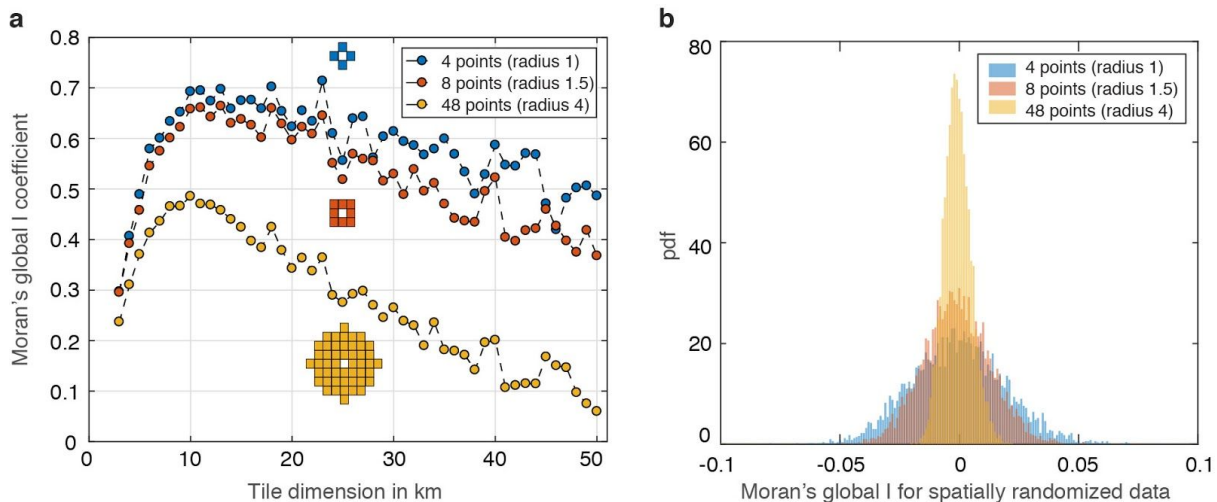 a
0.8
0.7
0.6
0.5
0.4
0.3
0.2
0.1
0
0
10
20
30
40
50
Moran's global I coefficient
Tile dimension in km
4 points (radius 1)
8 points (radius 1.5)
48 points (radius 4)
b
80
60
40
20
0
-0.1
-0.05
0
0.05
0.1
pdf
Moran's global I for spatially randomized data
4 points (radius 1)
8 points (radius 1.5)
48 points (radius 4)